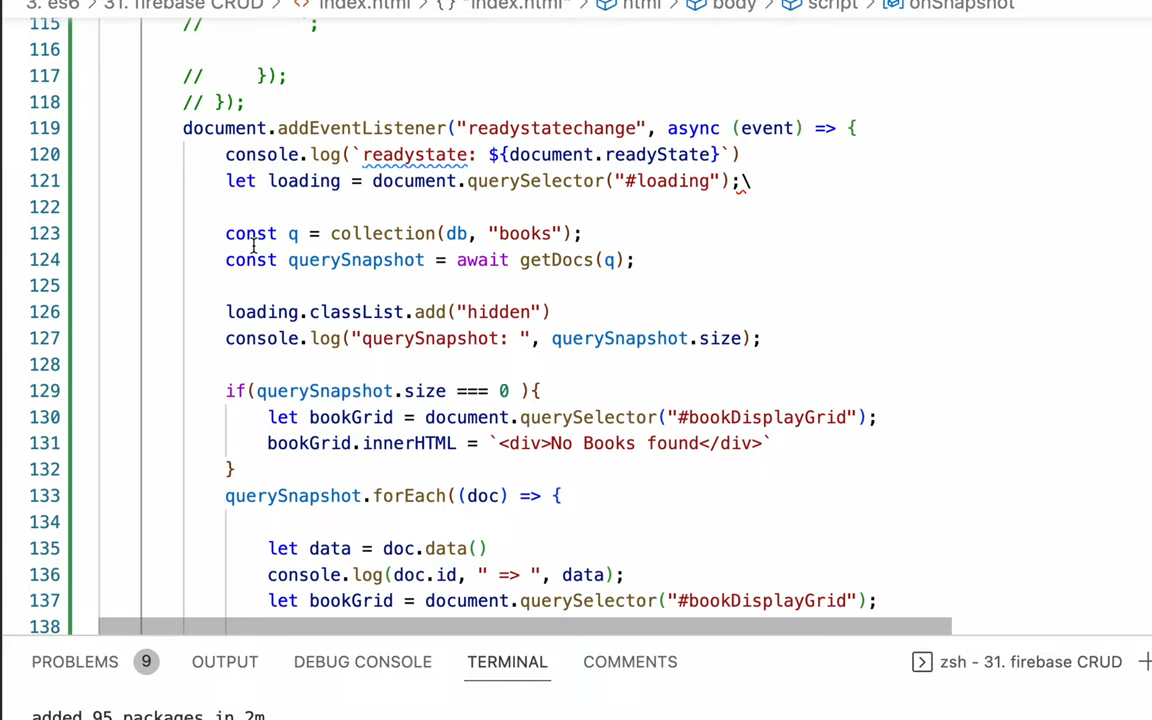 3. es6 > 31. firebase CRUD > <> index.html > {} "index.html" > html > body > script > onSnapshot
115 // ;
116
117 // });
118 // });
119 document.addEventListener("readystatechange", async (event) => {
120 console.log(`readystate: ${document.readyState}`)
121 let loading = document.querySelector("#loading");\
122
123 const q = collection(db, "books");
124 const querySnapshot = await getDocs(q);
125
126 loading.classList.add("hidden")
127 console.log("querySnapshot: ", querySnapshot.size);
128
129 if(querySnapshot.size === 0 ){
130 let bookGrid = document.querySelector("#bookDisplayGrid");
131 bookGrid.innerHTML = `<div>No Books found</div>`
132 }
133 querySnapshot.forEach((doc) => {
134
135 let data = doc.data()
136 console.log(doc.id, " => ", data);
137 let bookGrid = document.querySelector("#bookDisplayGrid");
138
PROBLEMS 9 OUTPUT DEBUG CONSOLE TERMINAL COMMENTS zsh - 31. firebase CRUD +
added 95 packages in 2m